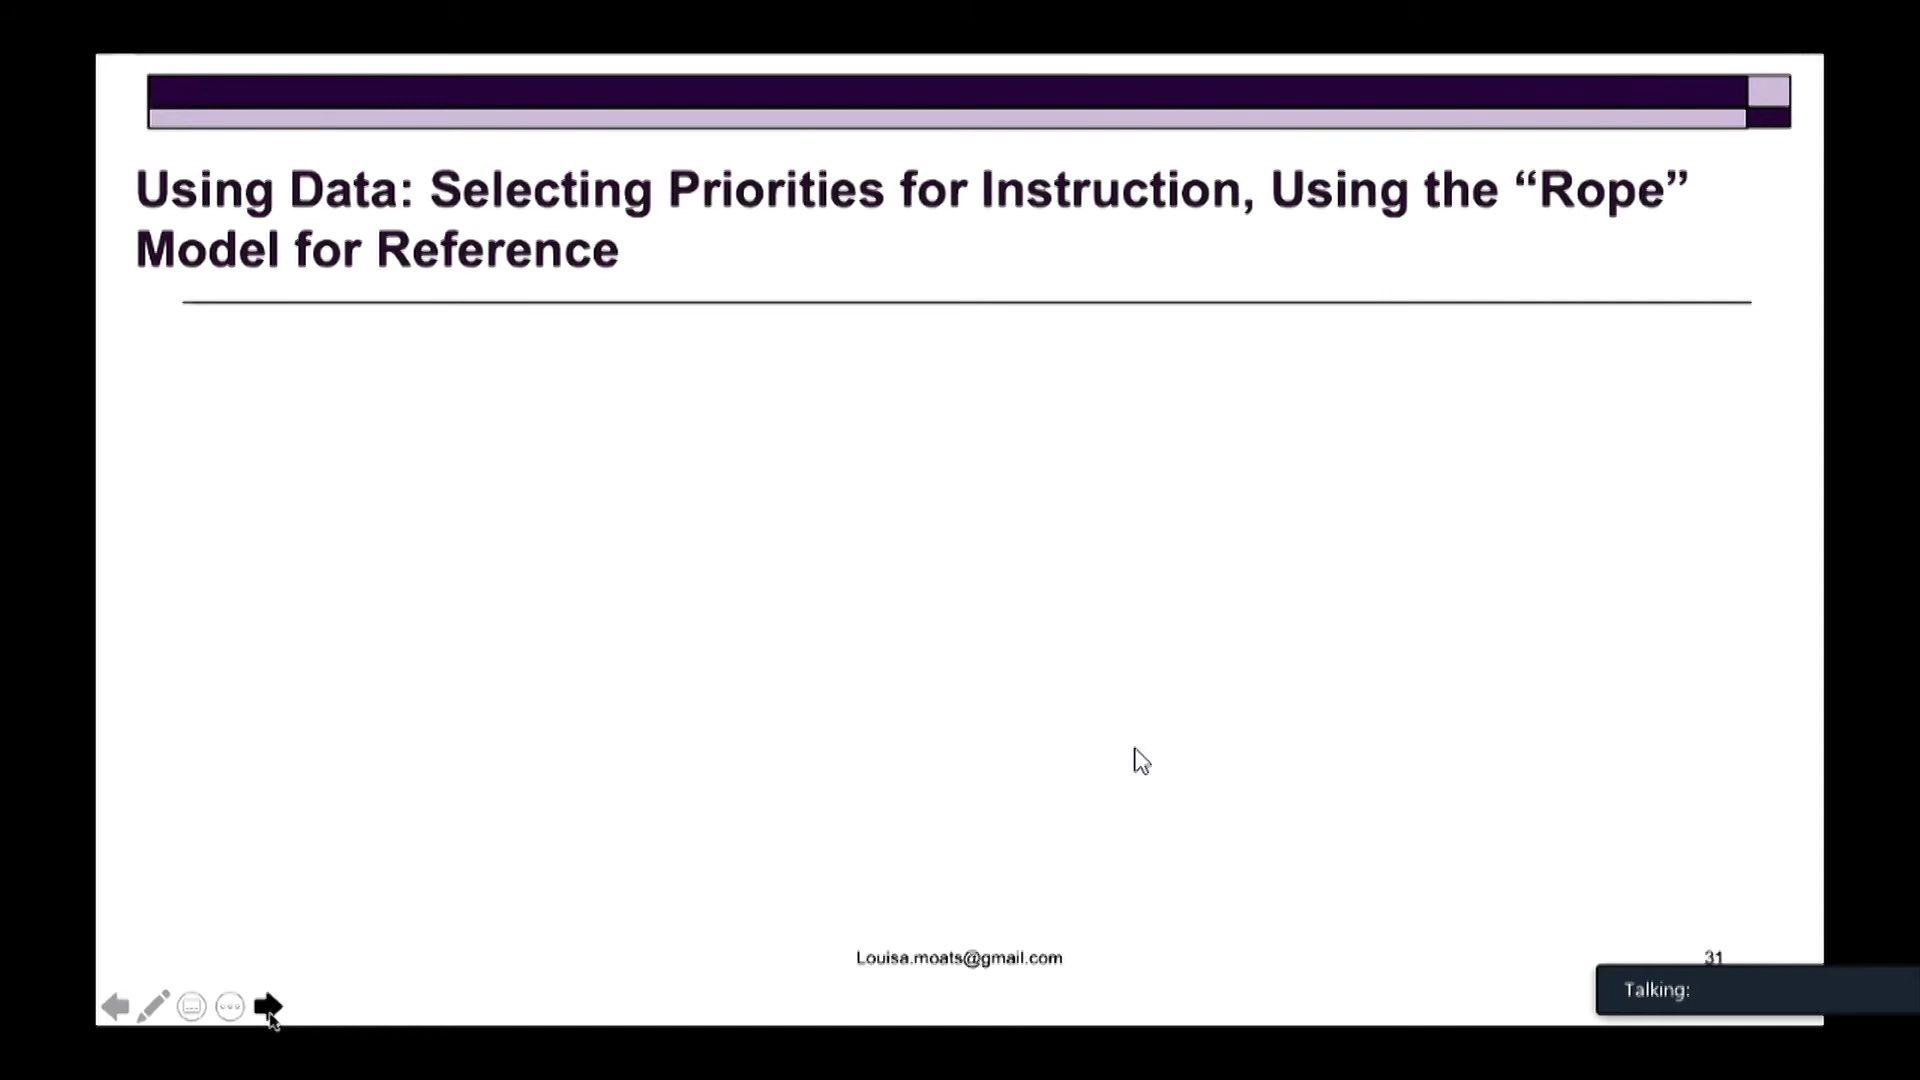 Using Data: Selecting Priorities for Instruction, Using the “Rope”
Model for Reference
Louisa.moats@gmail.com
31
Talking: